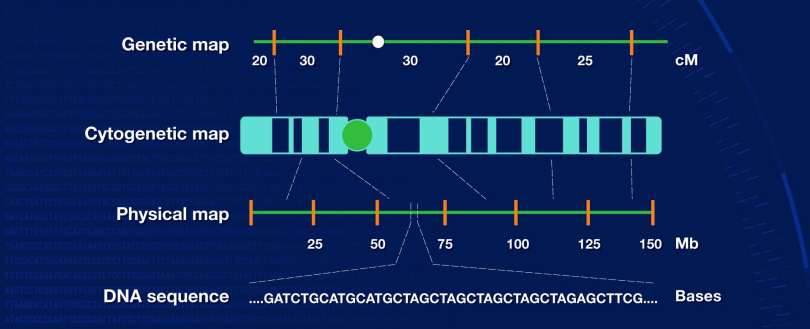 Genetic map
20 30 30 20 25 cM
Cytogenetic map
Physical map
25 50 75 100 125 150 Mb
DNA sequence ....GATCTGCATGCATGCTAGCTAGCTAGCTAGCTAGAGCTTCG.... Bases